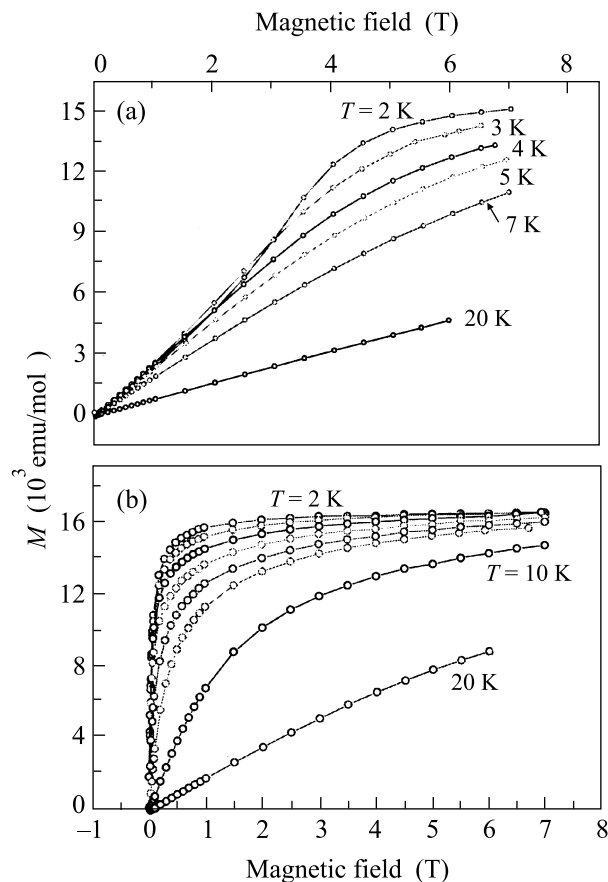 Magnetic field (T)
0 2 4 6 8
(a)
15
12
9
6
3
0
T = 2 K
3 K
4 K
5 K
7 K
20 K
M (10³ emu/mol)
(b)
16
12
8
4
0
T = 2 K
T = 10 K
20 K
–1 0 1 2 3 4 5 6 7 8
Magnetic field (T)